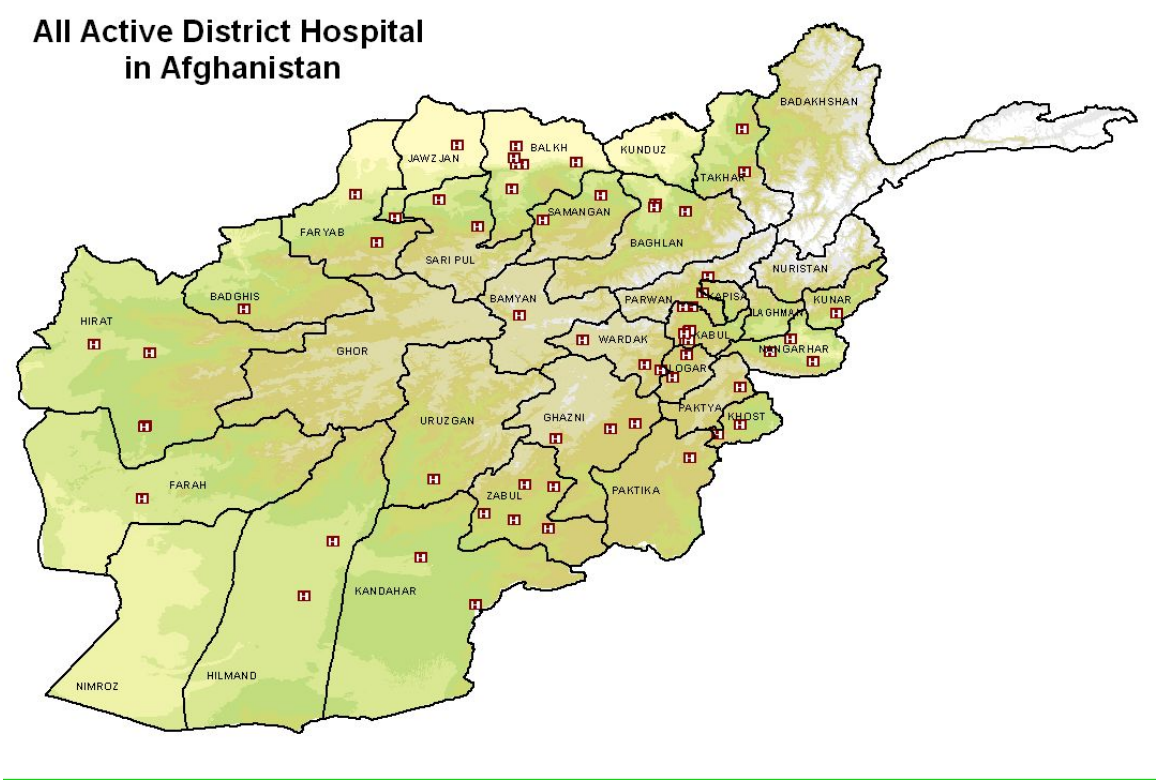 All Active District Hospital
in Afghanistan
BADAKHSHAN
JAWZJAN
BALKH
KUNDUZ
TAKHAR
FARYAB
SAMANGAN
BAGHLAN
SARI PUL
NURISTAN
BADGHIS
BAMYAN
PARWAN
KAPISA
KUNAR
LAGHMAN
HIRAT
WARDAK
KABUL
NANGARHAR
GHOR
LOGAR
PAKTYA
KHOST
URUZGAN
GHAZNI
FARAH
ZABUL
PAKTIKA
KANDAHAR
HILMAND
NIMROZ